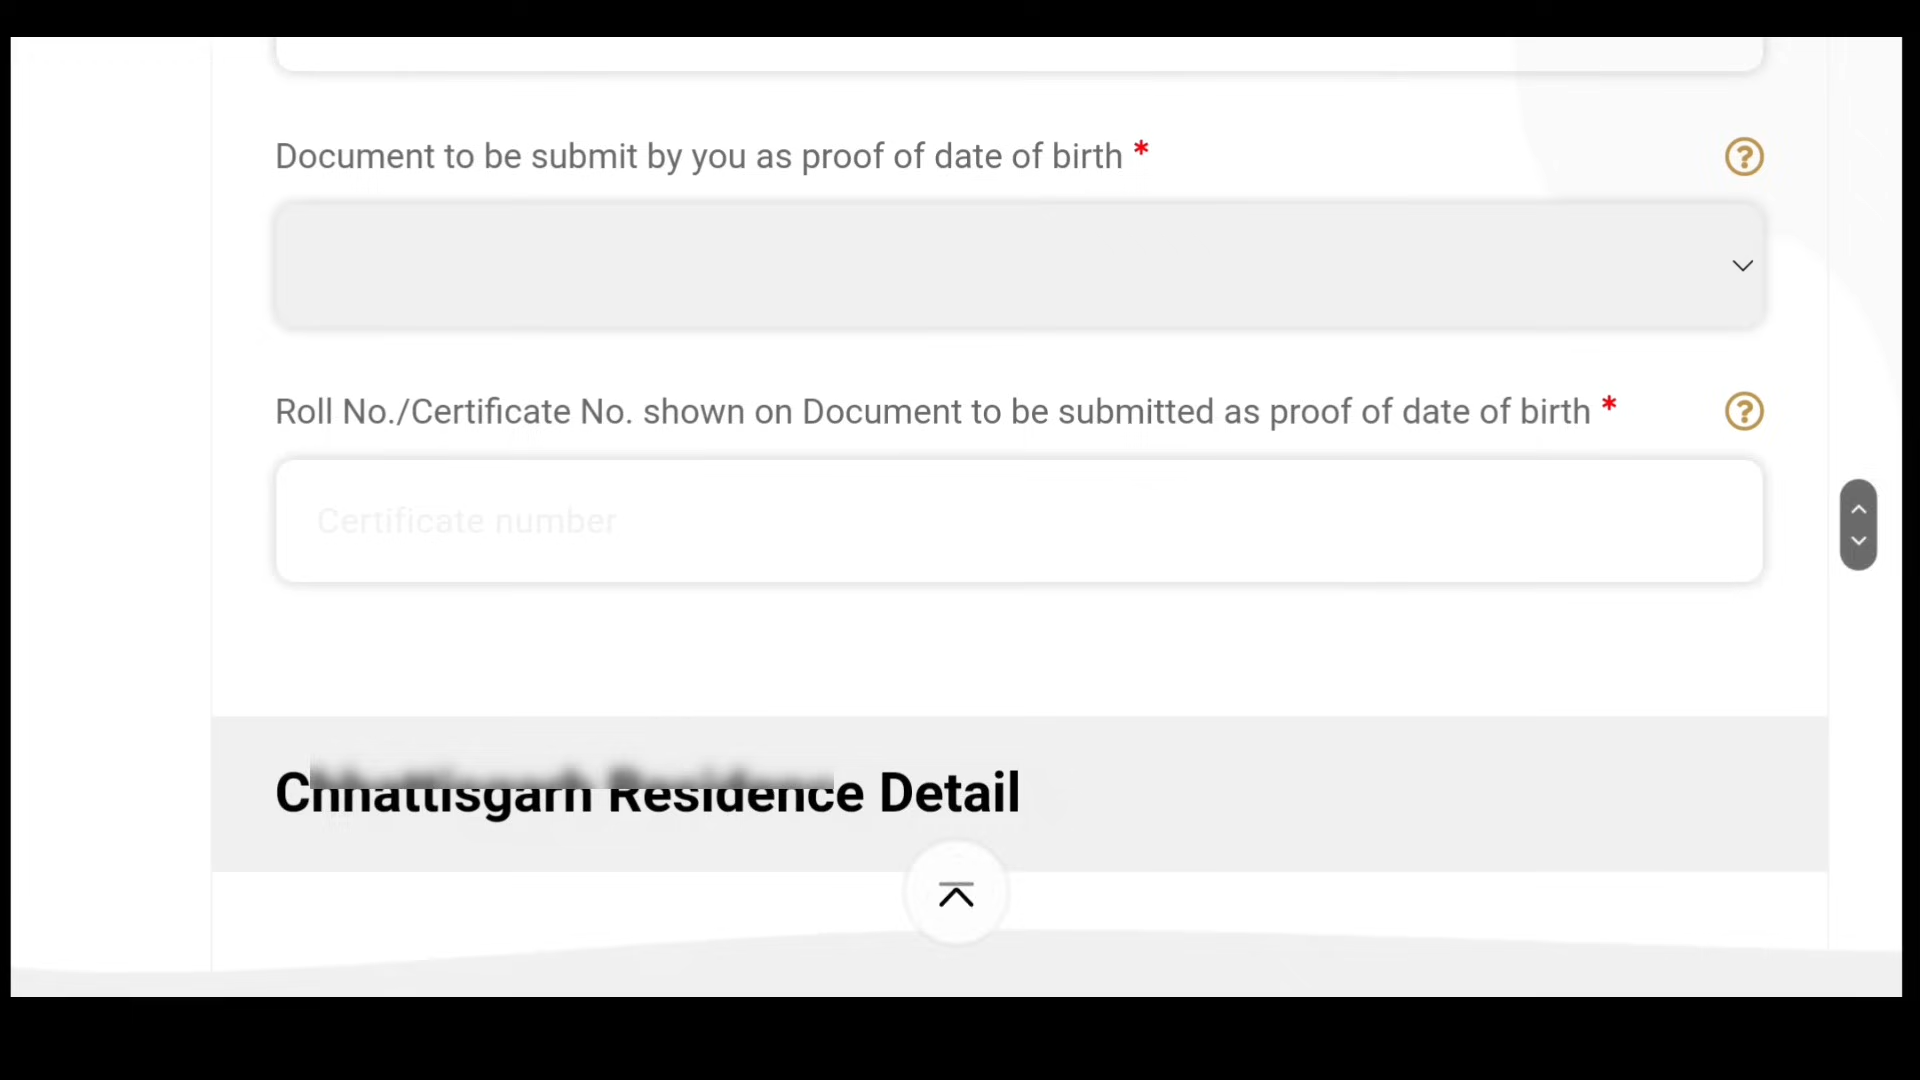 Document to be submit by you as proof of date of birth *
Roll No./Certificate No. shown on Document to be submitted as proof of date of birth *
Certificate number
Chhattisgarh Residence Detail